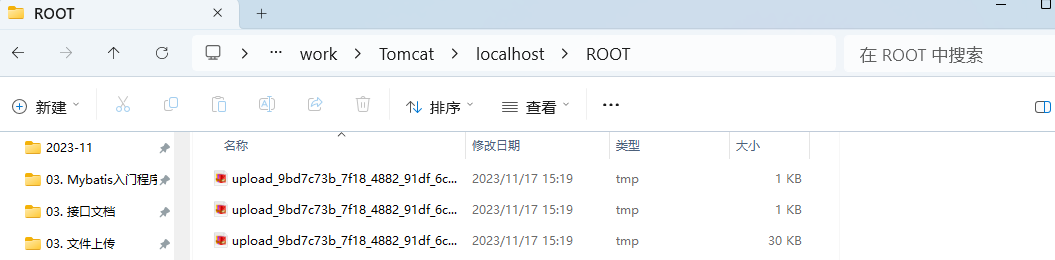 ROOT
work Tomcat localhost ROOT
在 ROOT 中搜索
新建 排序 查看
名称 修改日期 类型 大小
2023-11
03. Mybatis入门程序
03. 接口文档
03. 文件上传
upload_9bd7c73b_7f18_4882_91df_6c... 2023/11/17 15:19 tmp 1 KB
upload_9bd7c73b_7f18_4882_91df_6c... 2023/11/17 15:19 tmp 1 KB
upload_9bd7c73b_7f18_4882_91df_6c... 2023/11/17 15:19 tmp 30 KB